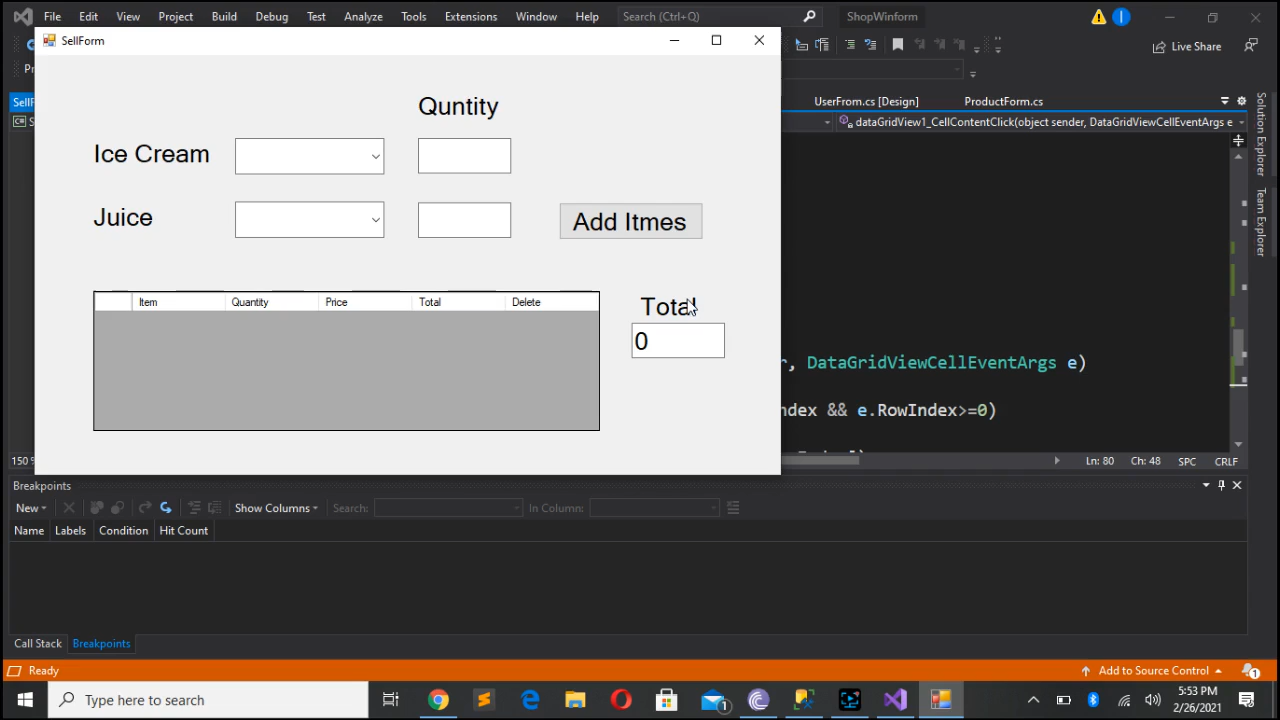 File Edit View Project Build Debug Test Analyze Tools Extensions Window Help Search (Ctrl+Q) ShopWinform
SellForm
Live Share
UserFrom.cs [Design] ProductForm.cs
dataGridView1_CellContentClick(object sender, DataGridViewCellEventArgs e
Quntity
Ice Cream
Juice
Add Itmes
Item Quantity Price Total Delete
Total
0
, DataGridViewCellEventArgs e)
ndex && e.RowIndex>=0)
150 %
Ln: 80 Ch: 48 SPC CRLF
Solution Explorer
Team Explorer
Breakpoints
New Show Columns Search: In Column:
Name Labels Condition Hit Count
Call Stack Breakpoints
Ready Add to Source Control 1
Type here to search
1
5:53 PM
2/26/2021